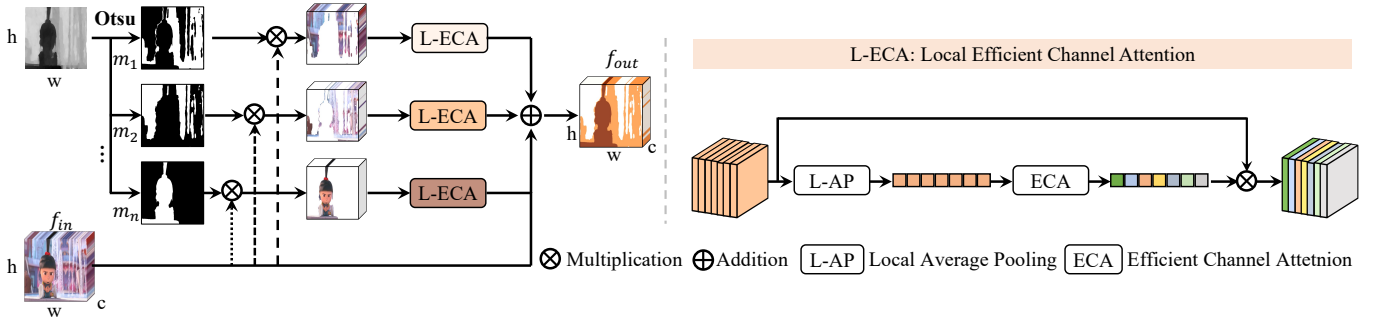 h
w
Otsu
m1
m2
...
mn
L-ECA
L-ECA
L-ECA
fout
h
w
c
fin
h
w
c
L-ECA: Local Efficient Channel Attention
L-AP
ECA
Multiplication
Addition
L-AP Local Average Pooling
ECA Efficient Channel Attetnion